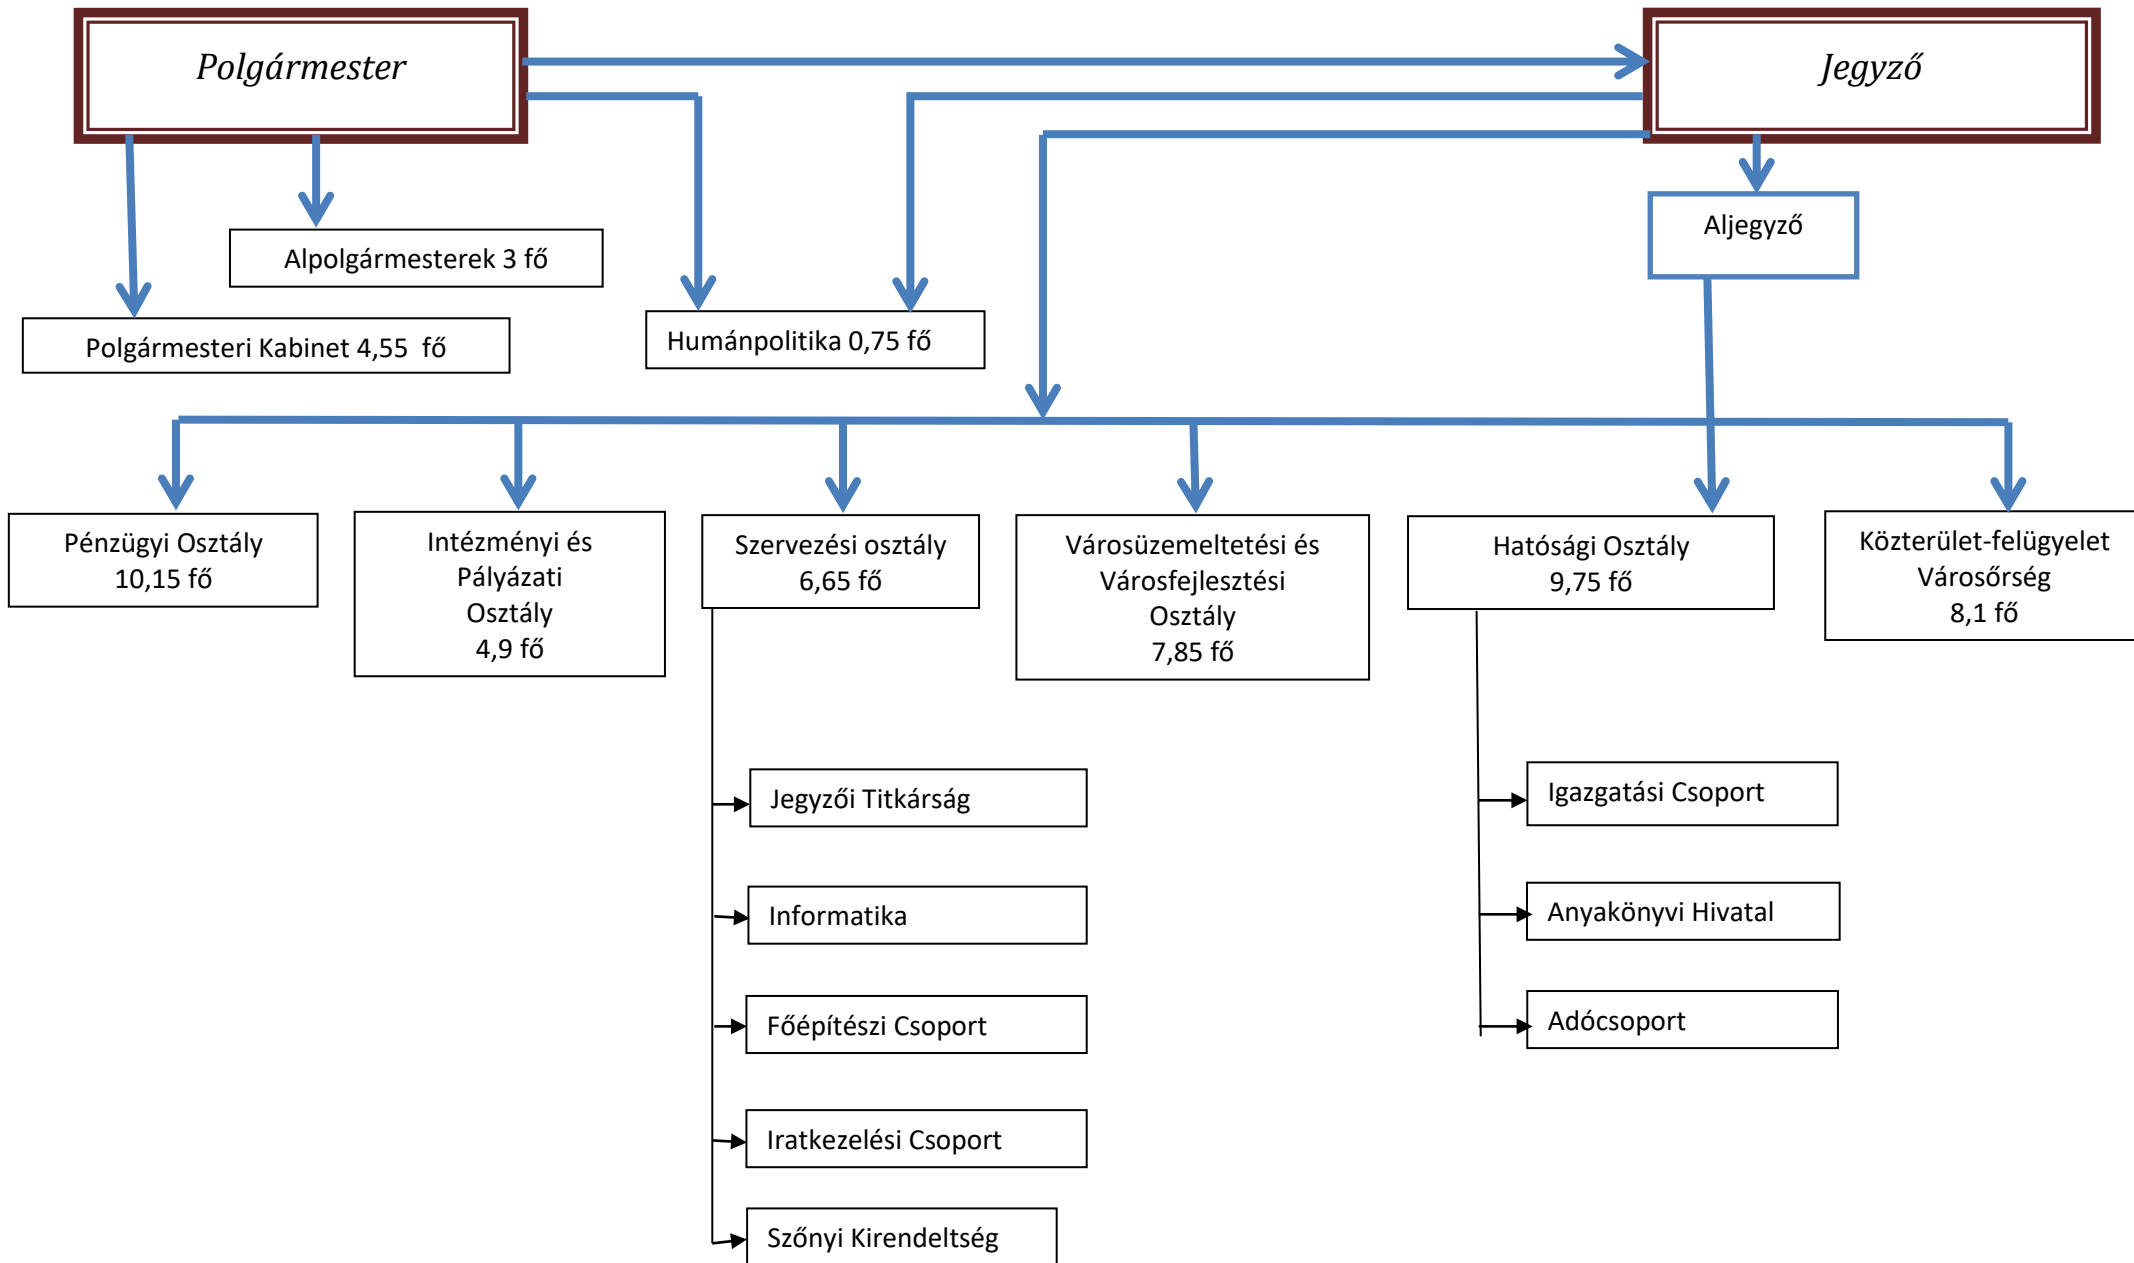 Polgármester
Jegyző
Aljegyző
Alpolgármesterek 3 fő
Polgármesteri Kabinet 4,55  fő
Humánpolitika 0,75 fő
Pénzügyi Osztály
10,15 fő
Intézményi és
Pályázati
Osztály
4,9 fő
Szervezési osztály
6,65 fő
Városüzemeltetési és
Városfejlesztési
Osztály
7,85 fő
Hatósági Osztály
9,75 fő
Közterület-felügyelet
Városőrség
8,1 fő
Jegyzői Titkárság
Informatika
Főépítészi Csoport
Iratkezelési Csoport
Szőnyi Kirendeltség
Igazgatási Csoport
Anyakönyvi Hivatal
Adócsoport